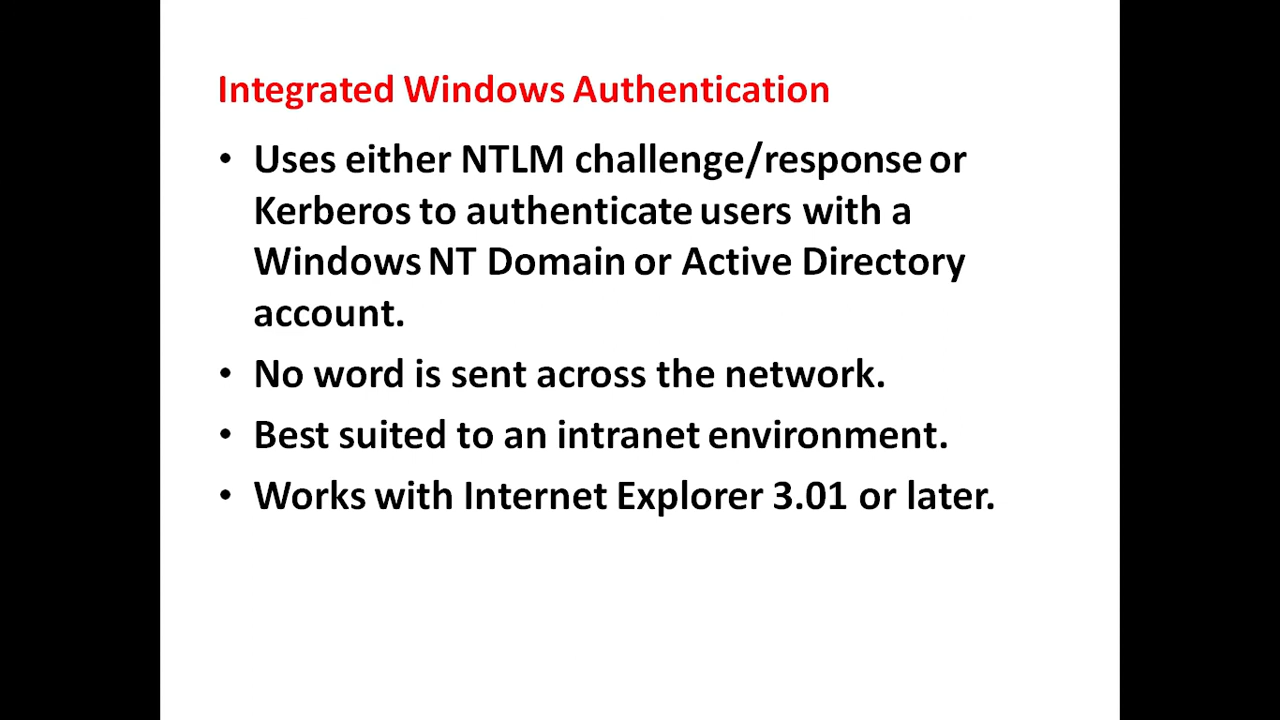 Integrated Windows Authentication
• Uses either NTLM challenge/response or
Kerberos to authenticate users with a
Windows NT Domain or Active Directory
account.
• No word is sent across the network.
• Best suited to an intranet environment.
• Works with Internet Explorer 3.01 or later.